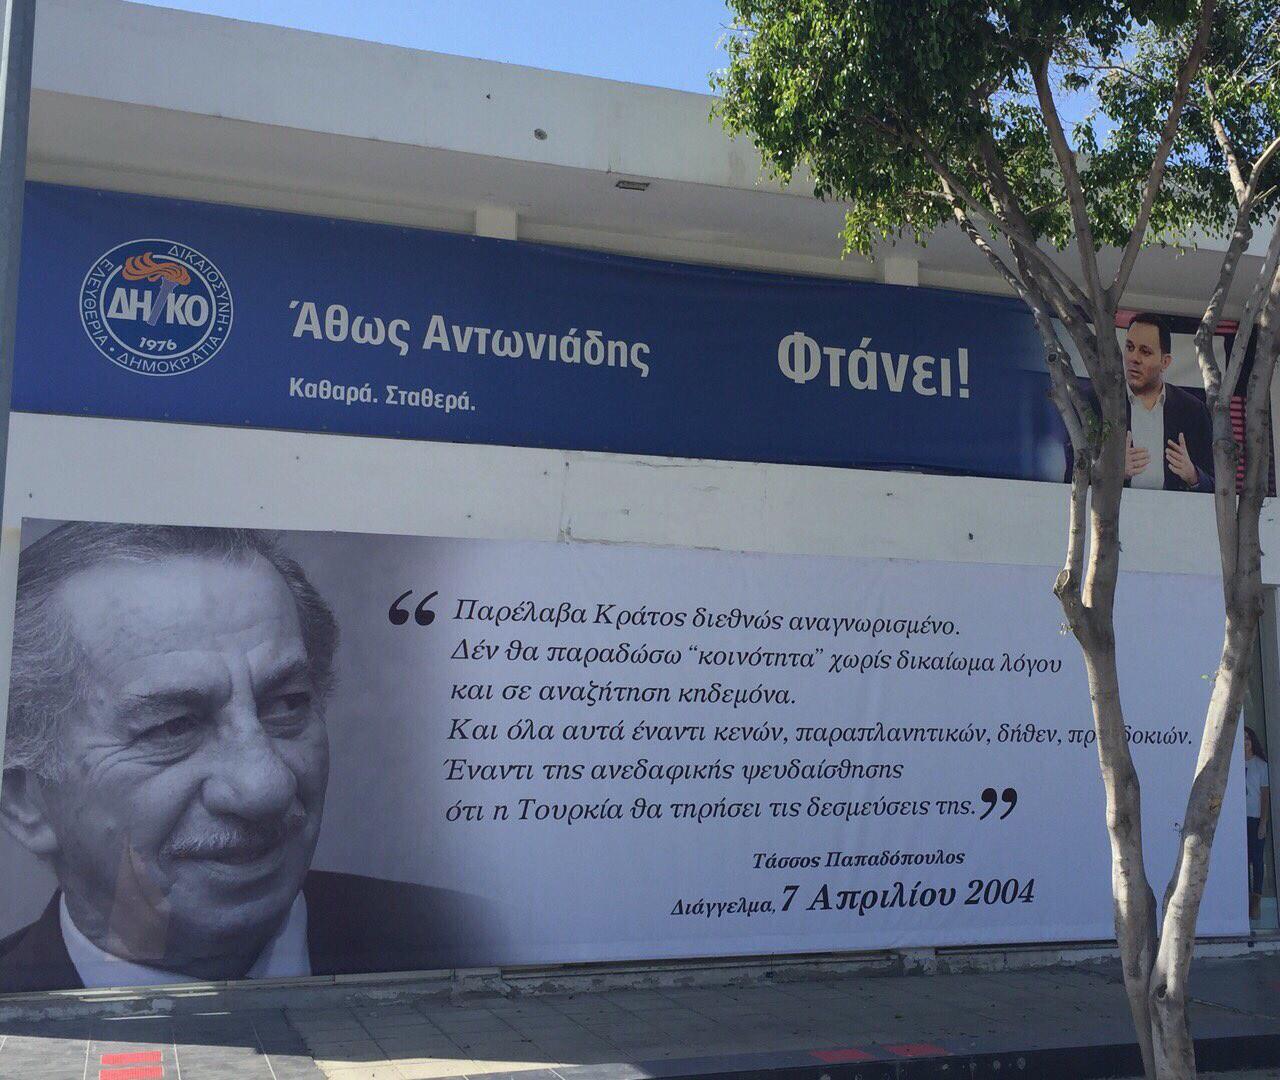 ΕΛΕΥΘΕΡΙΑ • ΔΗΜΟΚΡΑΤΙΑ • ΔΙΚΑΙΟΣΥΝΗ
ΔΗΚΟ
1976
Άθως Αντωνιάδης
Καθαρά. Σταθερά.
Φτάνει!
“Παρέλαβα Κράτος διεθνώς αναγνωρισμένο.
Δέν θα παραδώσω “κοινότητα” χωρίς δικαίωμα λόγου
και σε αναζήτηση κηδεμόνα.
Και όλα αυτά έναντι κενών, παραπλανητικών, δήθεν,
Έναντι της ανεδαφικής ψευδαίσθησης
ότι η Τουρκία θα τηρήσει τις δεσμεύσεις της.”
Τάσσος Παπαδόπουλος
Διάγγελμα, 7 Απριλίου 2004